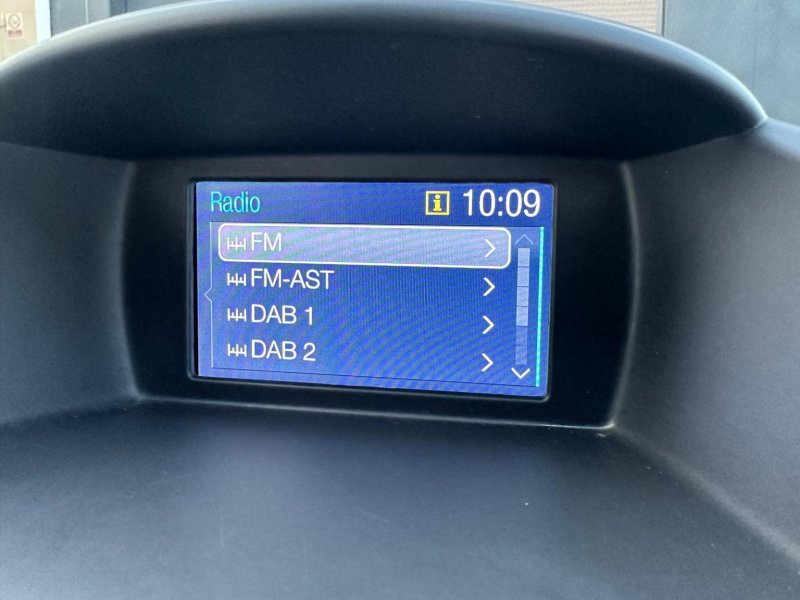 Radio i 10:09
FM
FM-AST
DAB 1
DAB 2